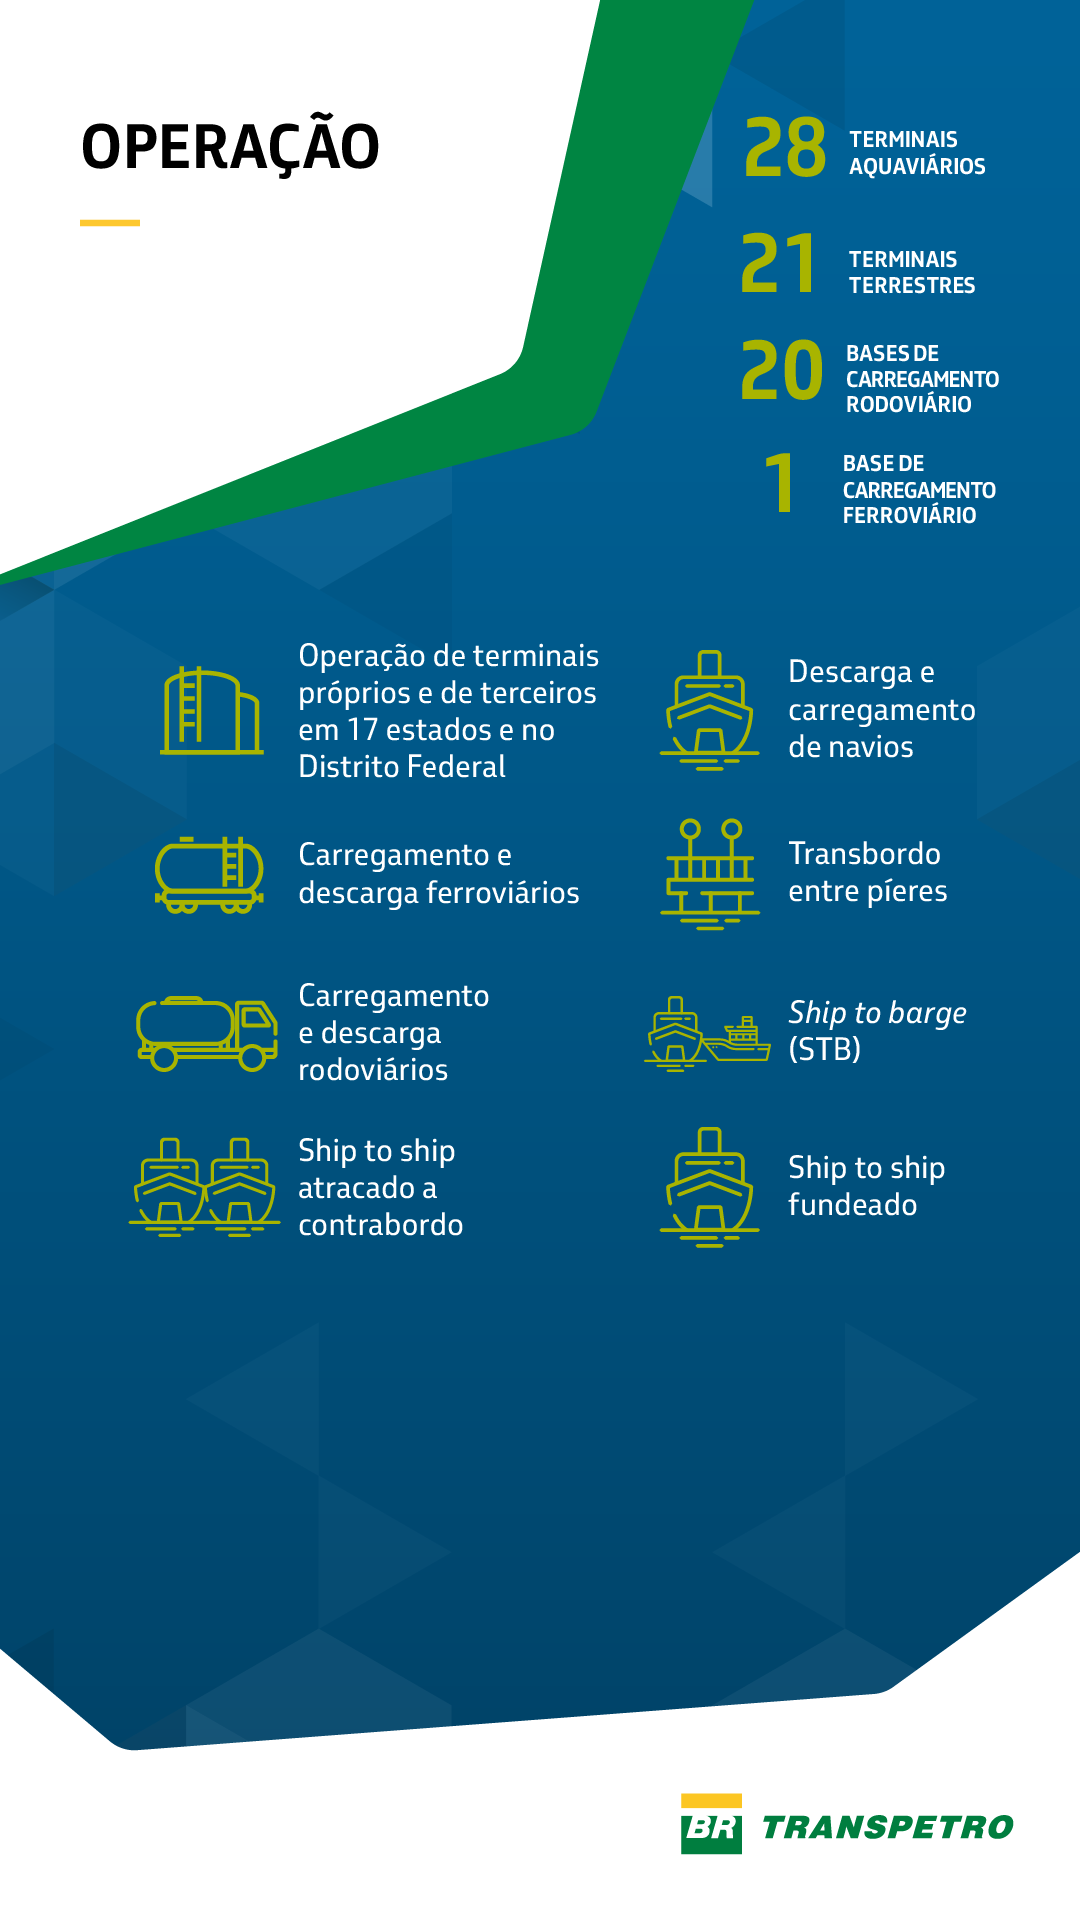 OPERAÇÃO
28 TERMINAIS
AQUAVIÁRIOS
21 TERMINAIS
TERRESTRES
20 BASES DE
CARREGAMENTO
RODOVIÁRIO
1 BASE DE
CARREGAMENTO
FERROVIÁRIO
Operação de terminais
próprios e de terceiros
em 17 estados e no
Distrito Federal
Descarga e
carregamento
de navios
Carregamento e
descarga ferroviários
Transbordo
entre píeres
Carregamento
e descarga
rodoviários
Ship to barge
(STB)
Ship to ship
atracado a
contrabordo
Ship to ship
fundeado
BR TRANSPETRO